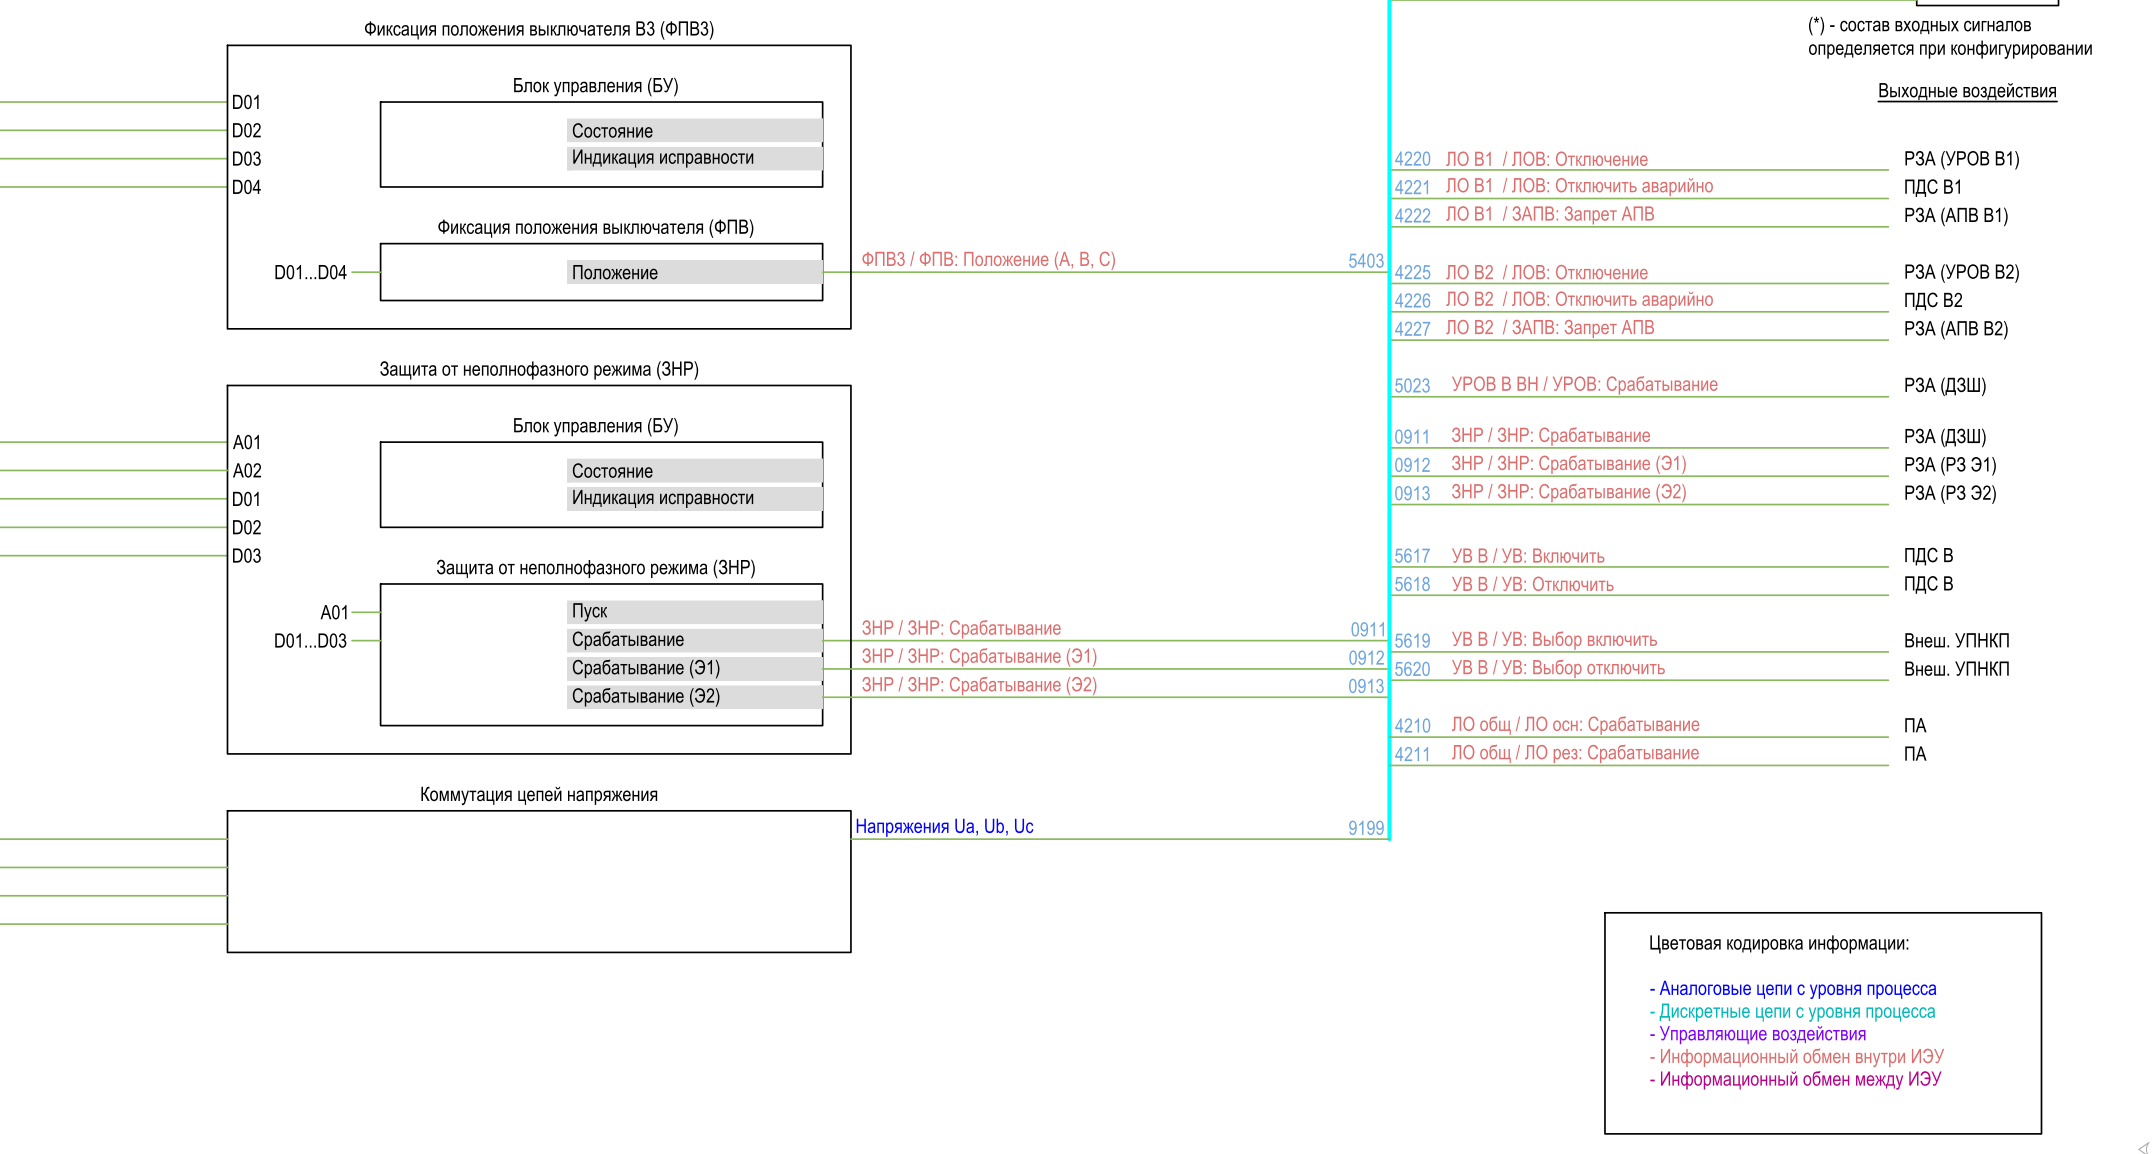 Фиксация положения выключателя В3 (ФПВ3)
Блок управления (БУ)
D01
D02
D03
D04
Состояние
Индикация исправности
Фиксация положения выключателя (ФПВ)
D01...D04
Положение
ФПВ3 / ФПВ: Положение (A, B, C)
5403
Защита от неполнофазного режима (ЗНР)
Блок управления (БУ)
A01
A02
D01
D02
D03
Состояние
Индикация исправности
Защита от неполнофазного режима (ЗНР)
A01
D01...D03
Пуск
Срабатывание
Срабатывание (Э1)
Срабатывание (Э2)
ЗНР / ЗНР: Срабатывание 0911
ЗНР / ЗНР: Срабатывание (Э1) 0912
ЗНР / ЗНР: Срабатывание (Э2) 0913
Коммутация цепей напряжения
Напряжения Ua, Ub, Uc 9199
(*) - состав входных сигналов
определяется при конфигурировании
Выходные воздействия
4220 ЛО В1 / ЛОВ: Отключение РЗА (УРОВ В1)
4221 ЛО В1 / ЛОВ: Отключить аварийно ПДС В1
4222 ЛО В1 / ЗАПВ: Запрет АПВ РЗА (АПВ В1)
4225 ЛО В2 / ЛОВ: Отключение РЗА (УРОВ В2)
4226 ЛО В2 / ЛОВ: Отключить аварийно ПДС В2
4227 ЛО В2 / ЗАПВ: Запрет АПВ РЗА (АПВ В2)
5023 УРОВ В ВН / УРОВ: Срабатывание РЗА (ДЗШ)
0911 ЗНР / ЗНР: Срабатывание РЗА (ДЗШ)
0912 ЗНР / ЗНР: Срабатывание (Э1) РЗА (РЗ Э1)
0913 ЗНР / ЗНР: Срабатывание (Э2) РЗА (РЗ Э2)
5617 УВ В / УВ: Включить ПДС В
5618 УВ В / УВ: Отключить ПДС В
5619 УВ В / УВ: Выбор включить Внеш. УПНКП
5620 УВ В / УВ: Выбор отключить Внеш. УПНКП
4210 ЛО общ / ЛО осн: Срабатывание ПА
4211 ЛО общ / ЛО рез: Срабатывание ПА
Цветовая кодировка информации:
- Аналоговые цепи с уровня процесса
- Дискретные цепи с уровня процесса
- Управляющие воздействия
- Информационный обмен внутри ИЭУ
- Информационный обмен между ИЭУ